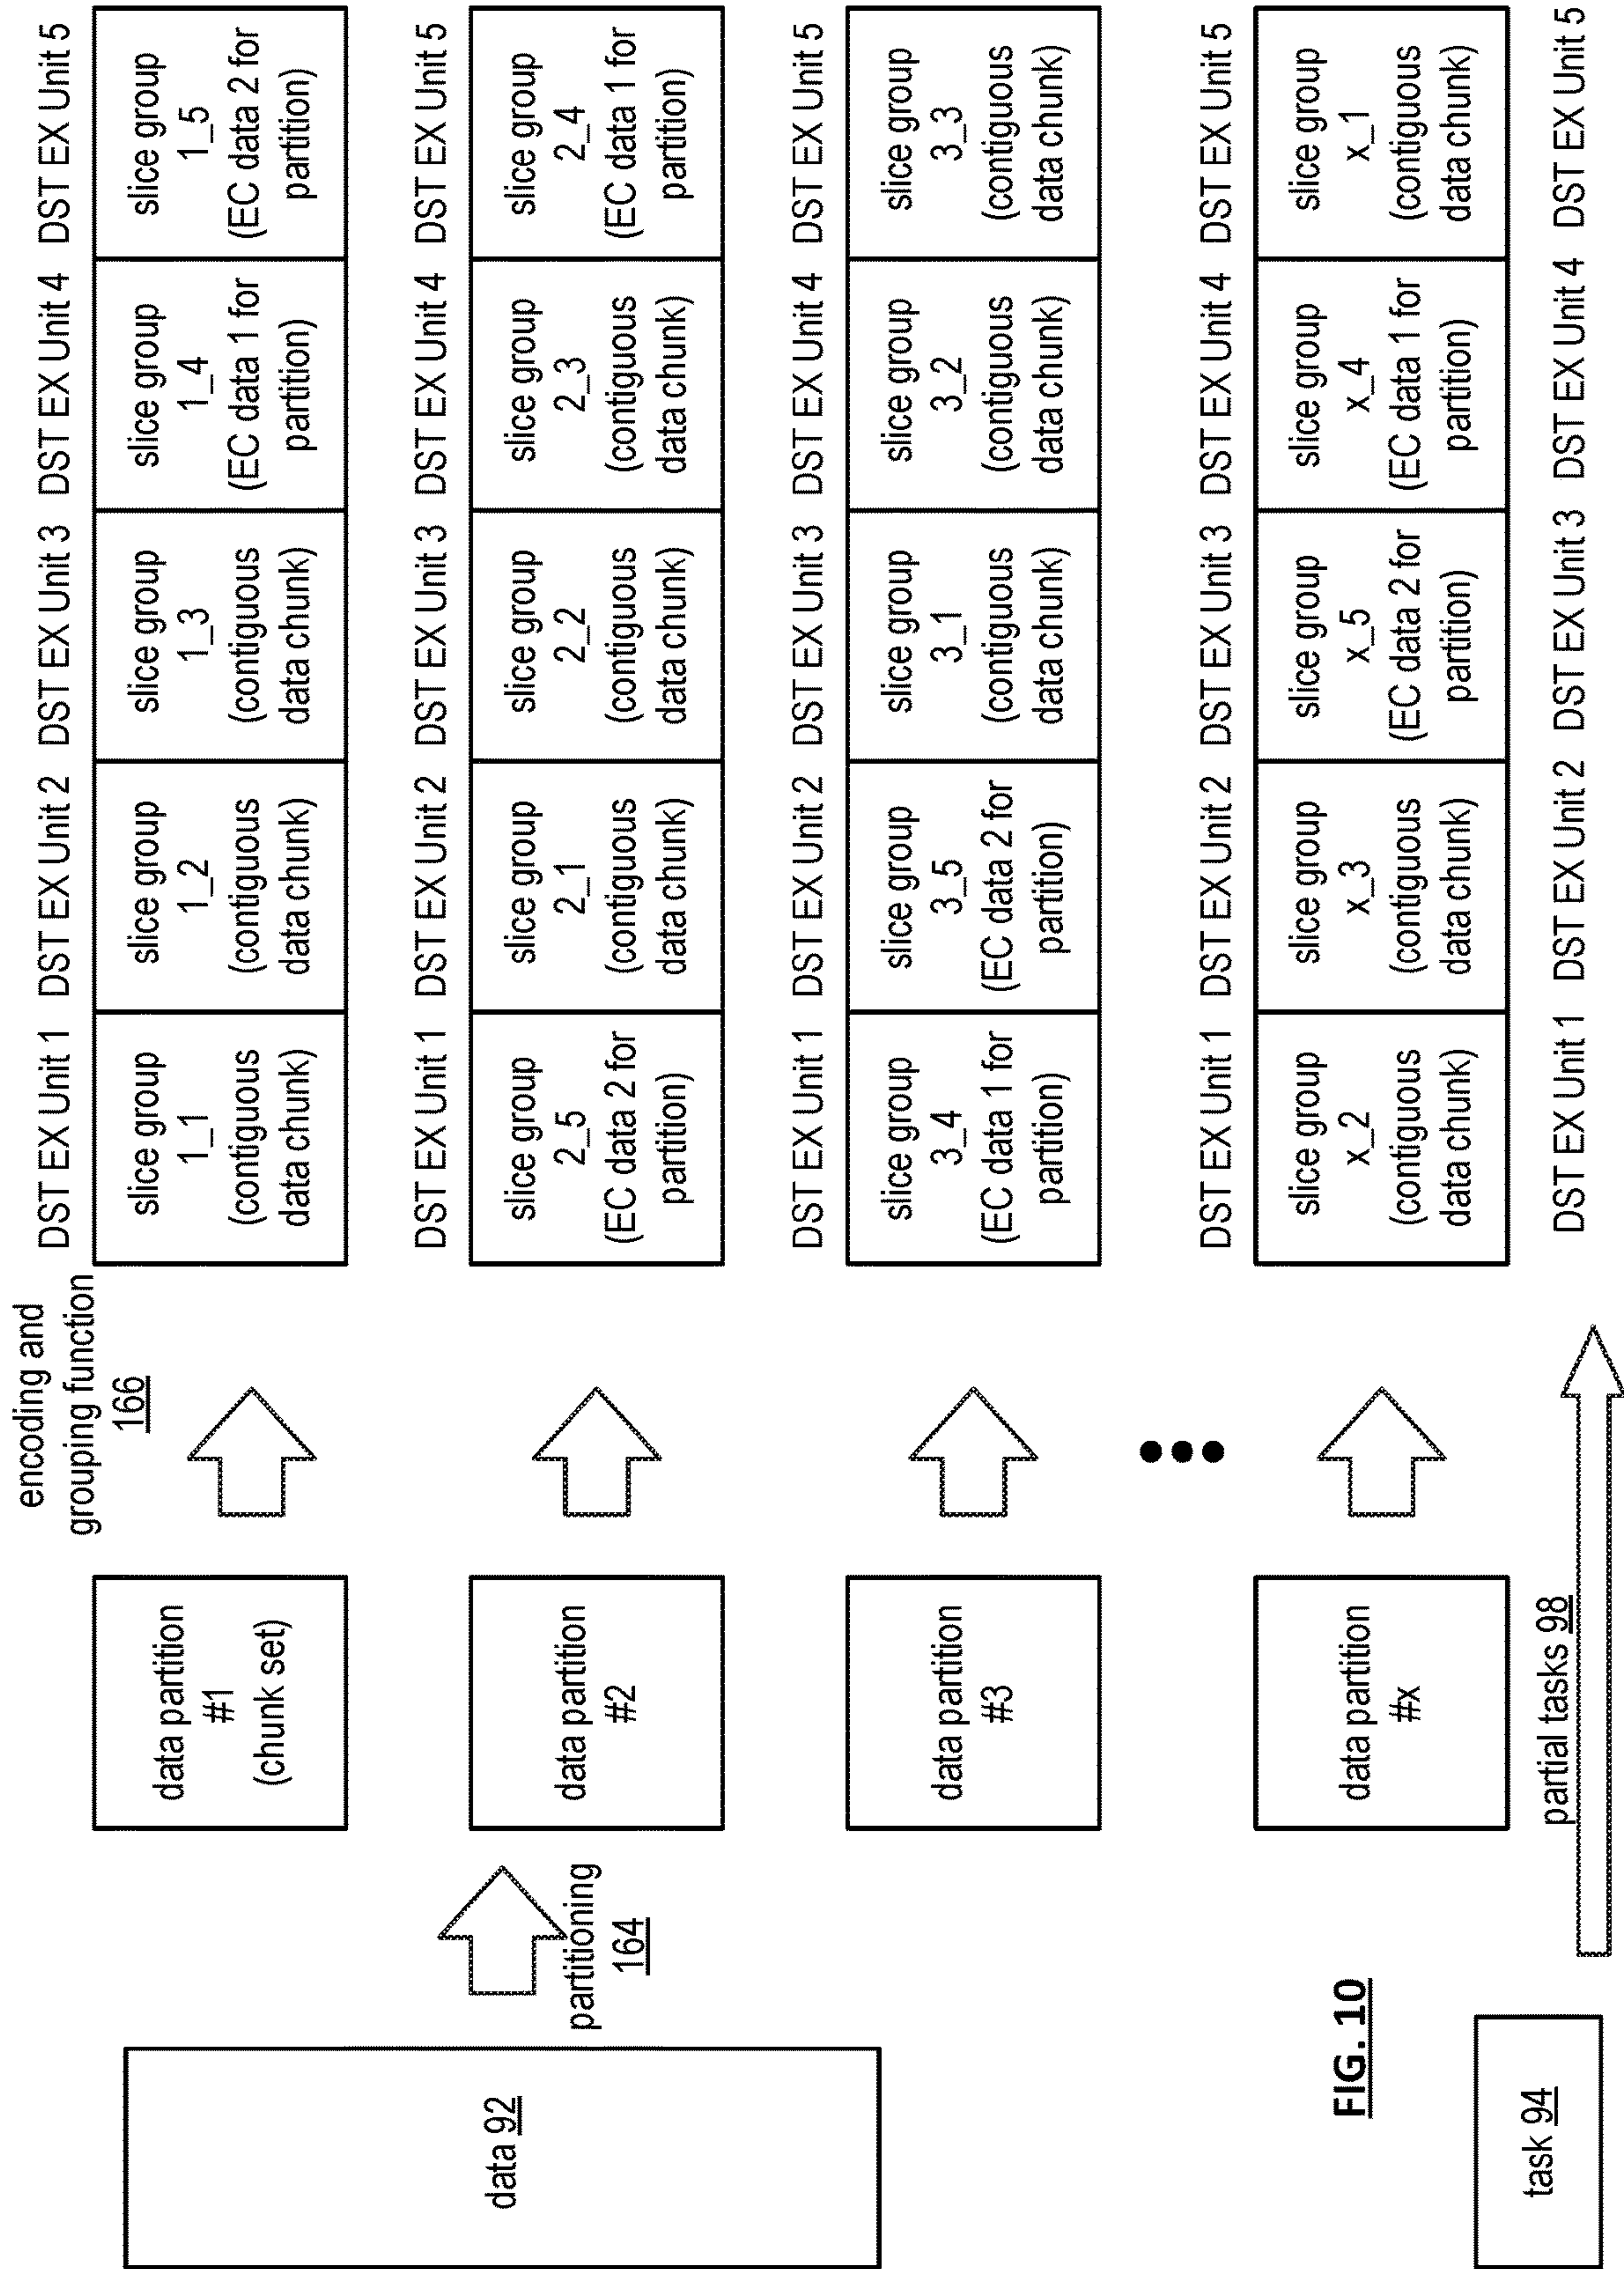 encoding and
grouping function
166
data 92
partitioning
164
data partition
#1
(chunk set)
data partition
#2
data partition
#3
data partition
#x
DST EX Unit 1
DST EX Unit 2
DST EX Unit 3
DST EX Unit 4
DST EX Unit 5
slice group
1_1
(contiguous
data chunk)
slice group
1_2
(contiguous
data chunk)
slice group
1_3
(contiguous
data chunk)
slice group
1_4
(EC data 1 for
partition)
slice group
1_5
(EC data 2 for
partition)
DST EX Unit 1
DST EX Unit 2
DST EX Unit 3
DST EX Unit 4
DST EX Unit 5
slice group
2_5
(EC data 2 for
partition)
slice group
2_1
(contiguous
data chunk)
slice group
2_2
(contiguous
data chunk)
slice group
2_3
(contiguous
data chunk)
slice group
2_4
(EC data 1 for
partition)
DST EX Unit 1
DST EX Unit 2
DST EX Unit 3
DST EX Unit 4
DST EX Unit 5
slice group
3_4
(EC data 1 for
partition)
slice group
3_5
(EC data 2 for
partition)
slice group
3_1
(contiguous
data chunk)
slice group
3_2
(contiguous
data chunk)
slice group
3_3
(contiguous
data chunk)
DST EX Unit 1
DST EX Unit 2
DST EX Unit 3
DST EX Unit 4
DST EX Unit 5
slice group
x_2
(contiguous
data chunk)
slice group
x_3
(contiguous
data chunk)
slice group
x_5
(EC data 2 for
partition)
slice group
x_4
(EC data 1 for
partition)
slice group
x_1
(contiguous
data chunk)
FIG. 10
task 94
partial tasks 98
DST EX Unit 1
DST EX Unit 2
DST EX Unit 3
DST EX Unit 4
DST EX Unit 5